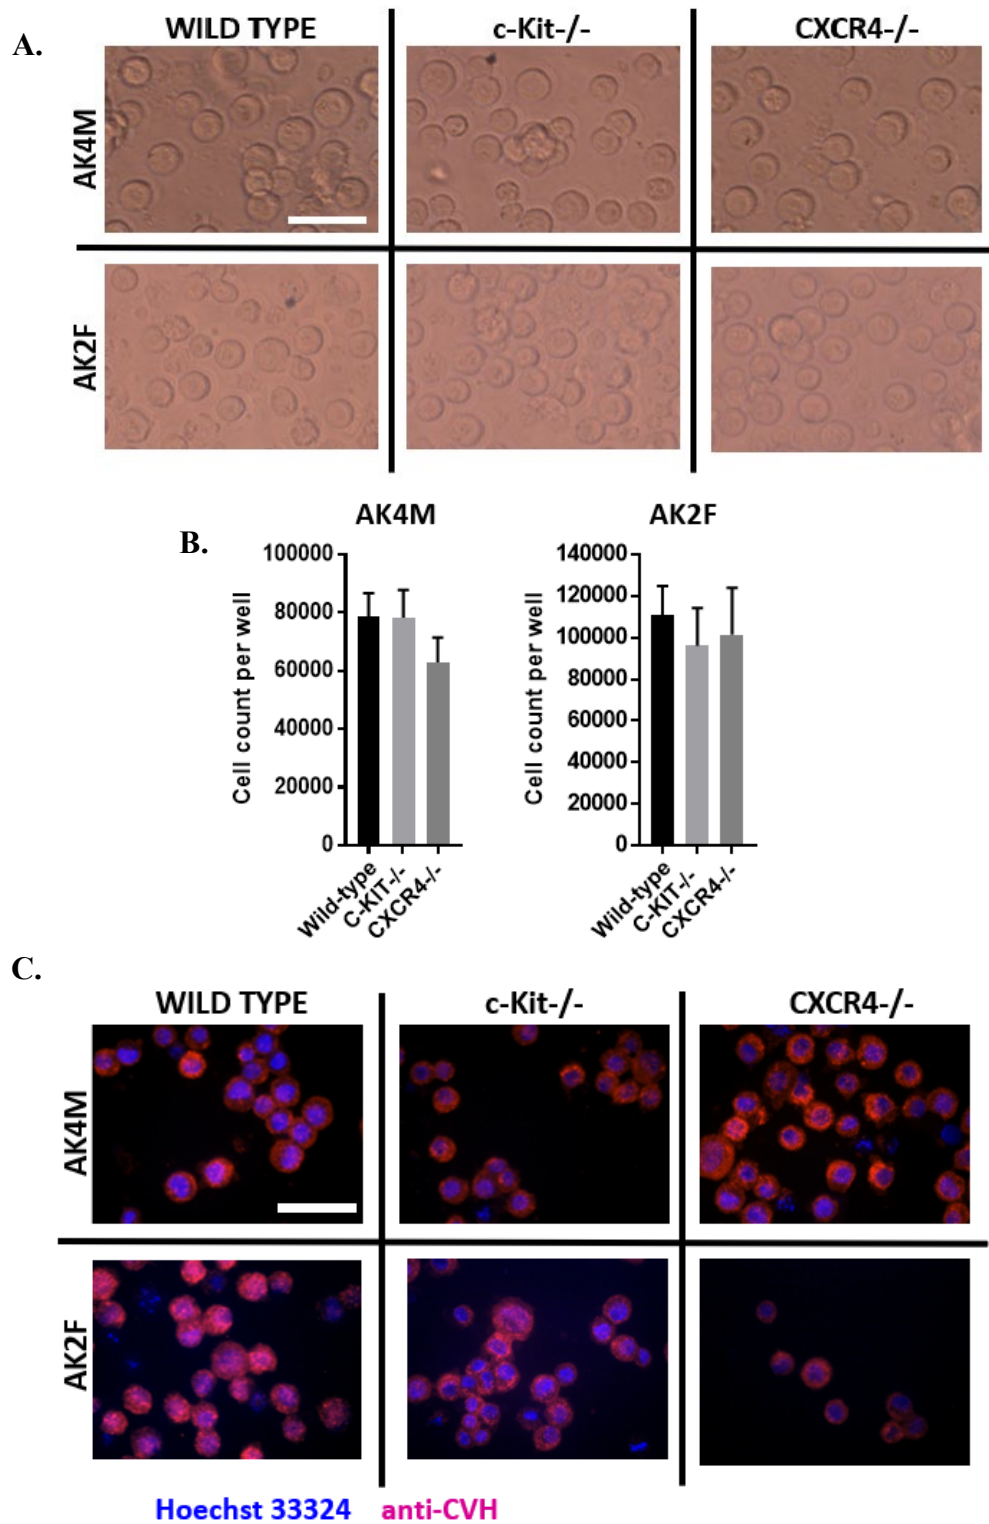 A.
WILD TYPE c-Kit-/- CXCR4-/-
AK4M
AK2F
B.
AK4M AK2F
Cell count per well
100000
80000
60000
40000
20000
0
Wild-type
C-KIT-/-
CXCR4-/-
Cell count per well
140000
120000
100000
80000
60000
40000
20000
0
Wild-type
C-KIT-/-
CXCR4-/-
C.
WILD TYPE c-Kit-/- CXCR4-/-
AK4M
AK2F
Hoechst 33324 anti-CVH